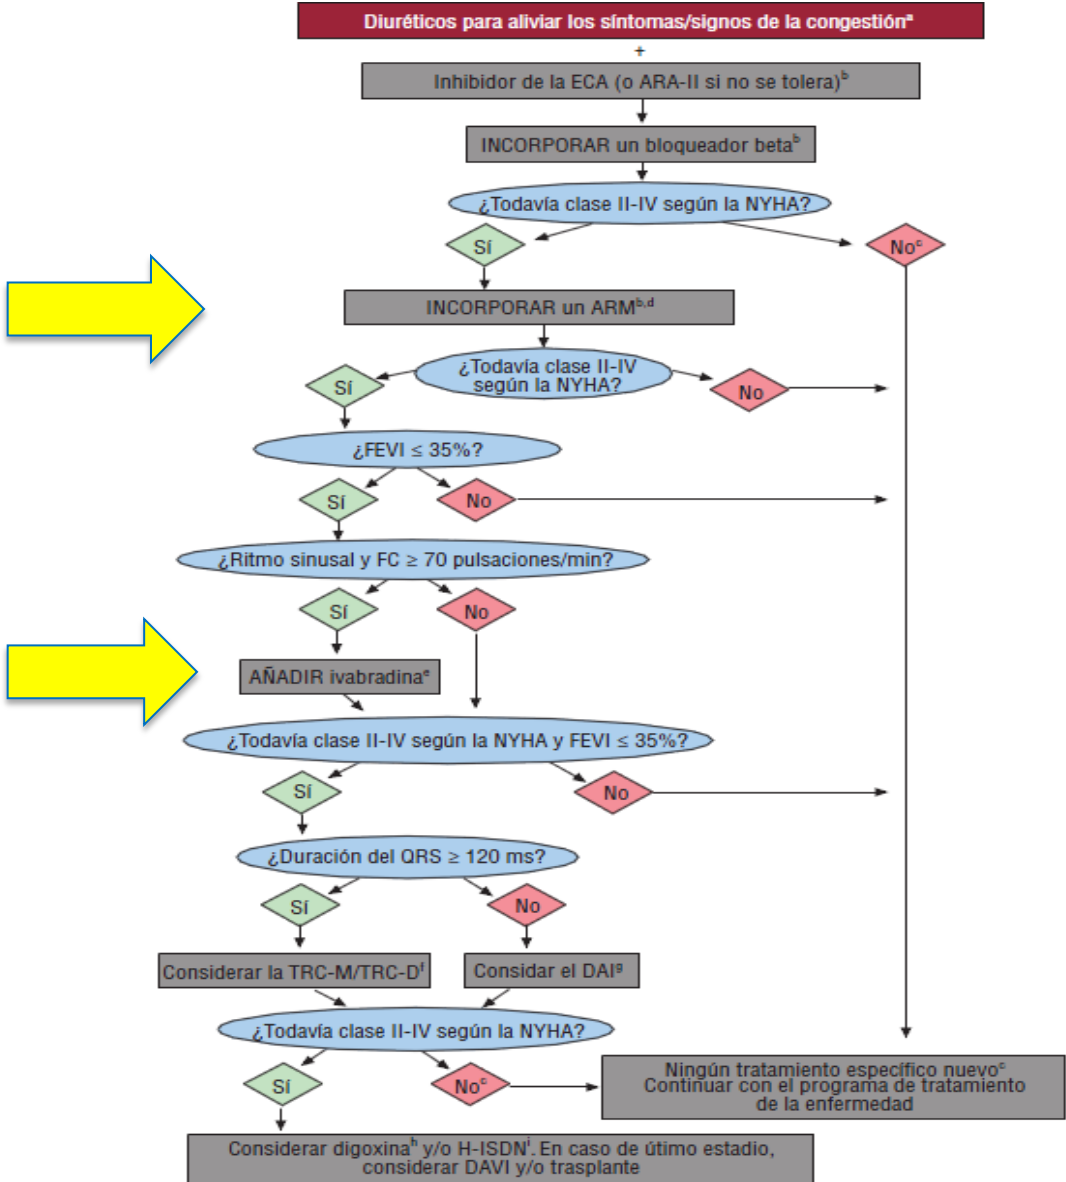 Diuréticos para aliviar los síntomas/signos de la congestiónᵃ
+
Inhibidor de la ECA (o ARA-II si no se tolera)ᵇ
INCORPORAR un bloqueador betaᵇ
¿Todavía clase II-IV según la NYHA?
Sí
Noᶜ
INCORPORAR un ARMᵇ,ᵈ
¿Todavía clase II-IV
según la NYHA?
Sí
No
¿FEVI ≤ 35%?
Sí
No
¿Ritmo sinusal y FC ≥ 70 pulsaciones/min?
Sí
No
AÑADIR ivabradinaᵉ
¿Todavía clase II-IV según la NYHA y FEVI ≤ 35%?
Sí
No
¿Duración del QRS ≥ 120 ms?
Sí
No
Considerar la TRC-M/TRC-Dᶠ
Considar el DAIᵍ
¿Todavía clase II-IV según la NYHA?
Sí
Noᶜ
Ningún tratamiento específico nuevoᶜ
Continuar con el programa de tratamiento
de la enfermedad
Considerar digoxinaʰ y/o H-ISDNⁱ. En caso de útimo estadio,
considerar DAVI y/o trasplante